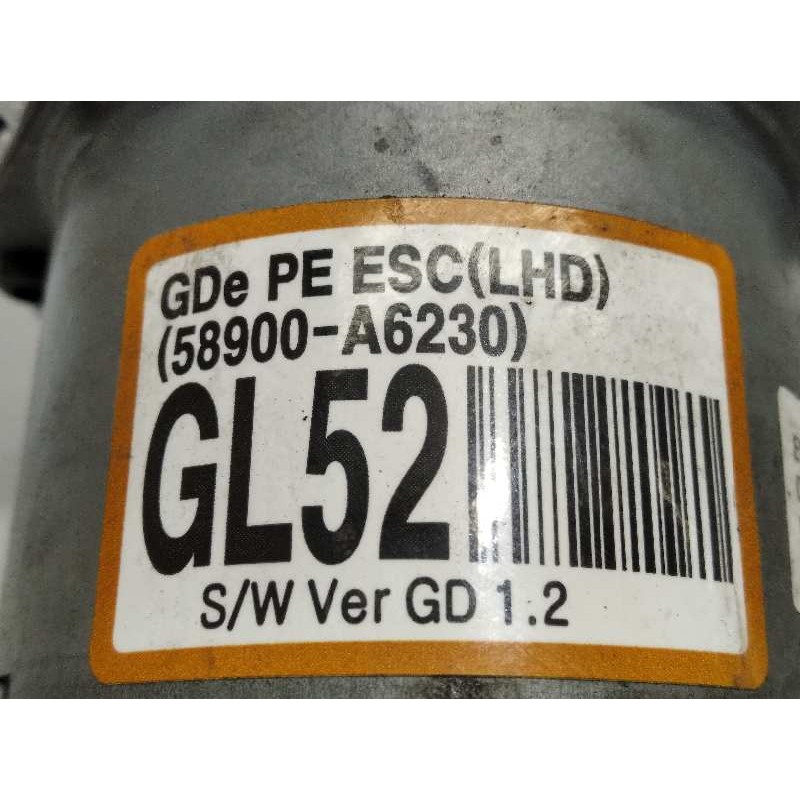 GDe PE ESC(LHD)
(58900-A6230)
GL52
S/W Ver GD 1.2